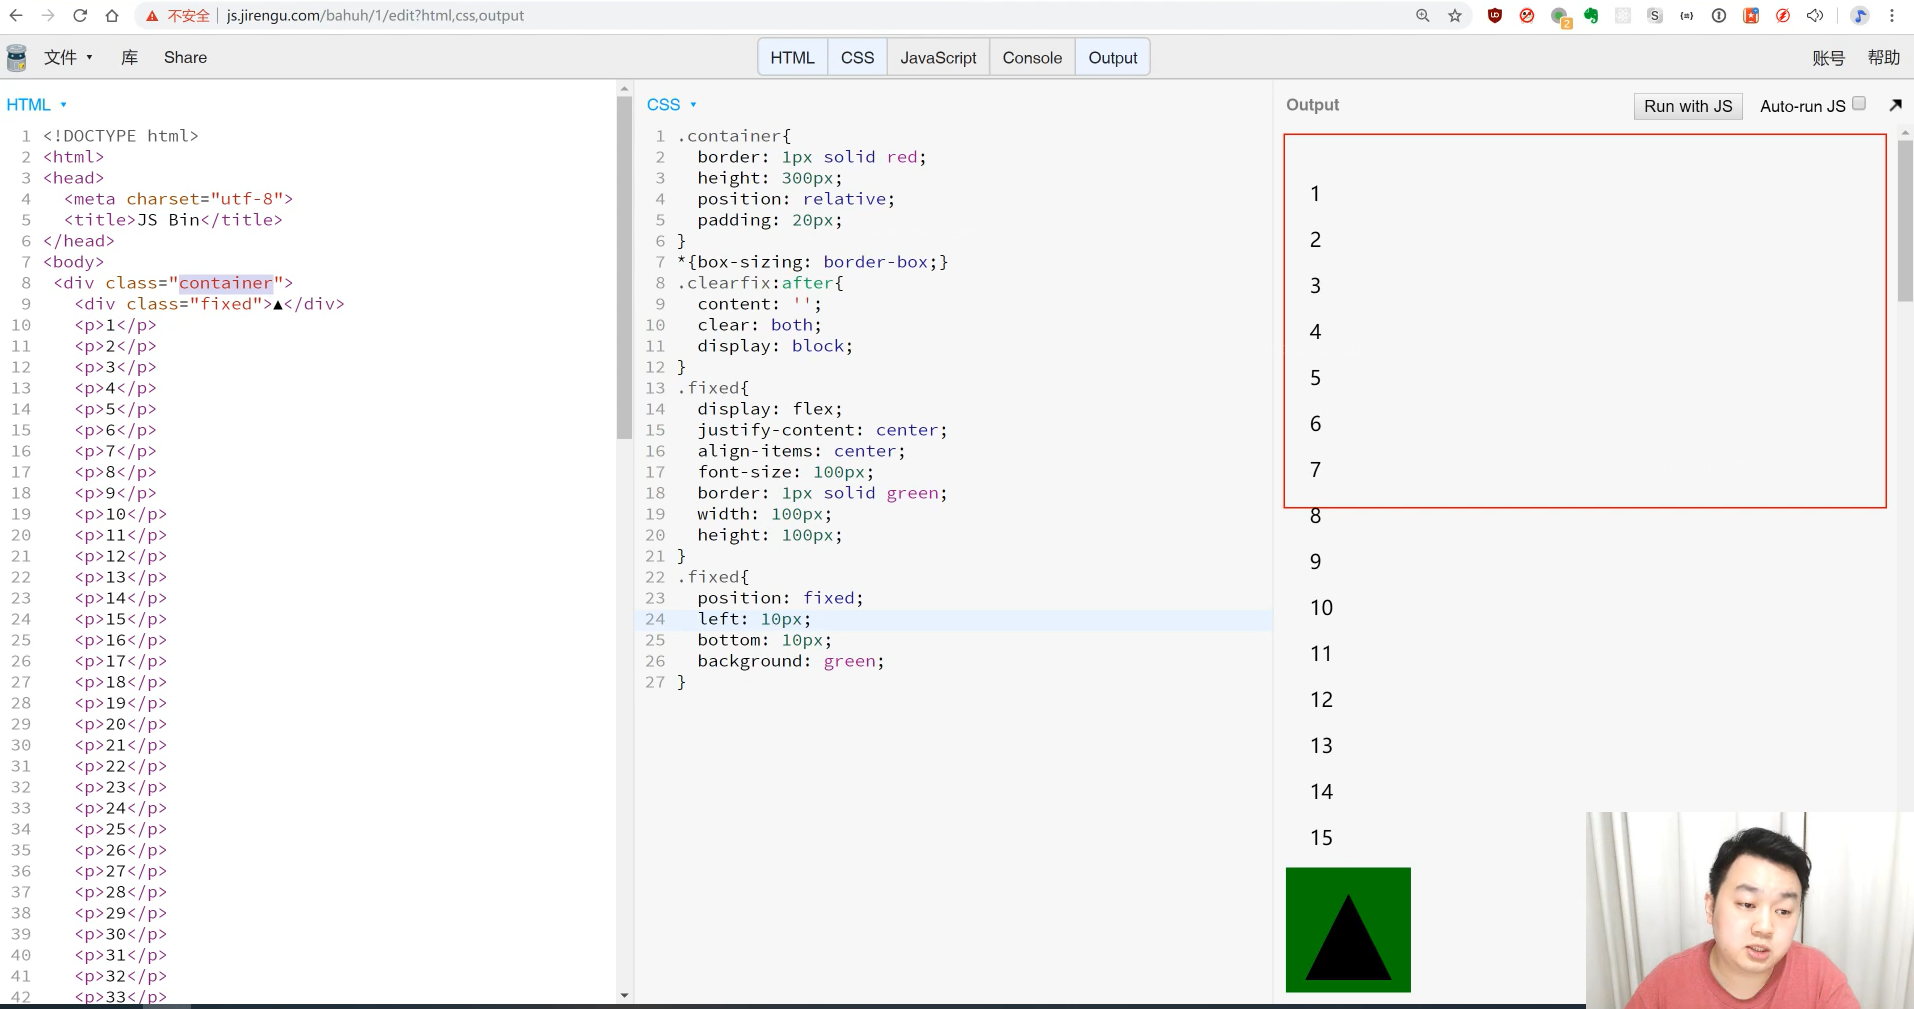 不安全 js.jirengu.com/bahuh/1/edit?html,css,output
文件 库 Share HTML CSS JavaScript Console Output 账号 帮助
HTML
1 <!DOCTYPE html>
2 <html>
3 <head>
4 <meta charset="utf-8">
5 <title>JS Bin</title>
6 </head>
7 <body>
8 <div class="container">
9 <div class="fixed">▲</div>
10 <p>1</p>
11 <p>2</p>
12 <p>3</p>
13 <p>4</p>
14 <p>5</p>
15 <p>6</p>
16 <p>7</p>
17 <p>8</p>
18 <p>9</p>
19 <p>10</p>
20 <p>11</p>
21 <p>12</p>
22 <p>13</p>
23 <p>14</p>
24 <p>15</p>
25 <p>16</p>
26 <p>17</p>
27 <p>18</p>
28 <p>19</p>
29 <p>20</p>
30 <p>21</p>
31 <p>22</p>
32 <p>23</p>
33 <p>24</p>
34 <p>25</p>
35 <p>26</p>
36 <p>27</p>
37 <p>28</p>
38 <p>29</p>
39 <p>30</p>
40 <p>31</p>
41 <p>32</p>
42 <p>33</p>
CSS
1 .container{
2 border: 1px solid red;
3 height: 300px;
4 position: relative;
5 padding: 20px;
6 }
7 *{box-sizing: border-box;}
8 .clearfix:after{
9 content: '';
10 clear: both;
11 display: block;
12 }
13 .fixed{
14 display: flex;
15 justify-content: center;
16 align-items: center;
17 font-size: 100px;
18 border: 1px solid green;
19 width: 100px;
20 height: 100px;
21 }
22 .fixed{
23 position: fixed;
24 left: 10px;
25 bottom: 10px;
26 background: green;
27 }
Output Run with JS Auto-run JS
1
2
3
4
5
6
7
8
9
10
11
12
13
14
15
▲